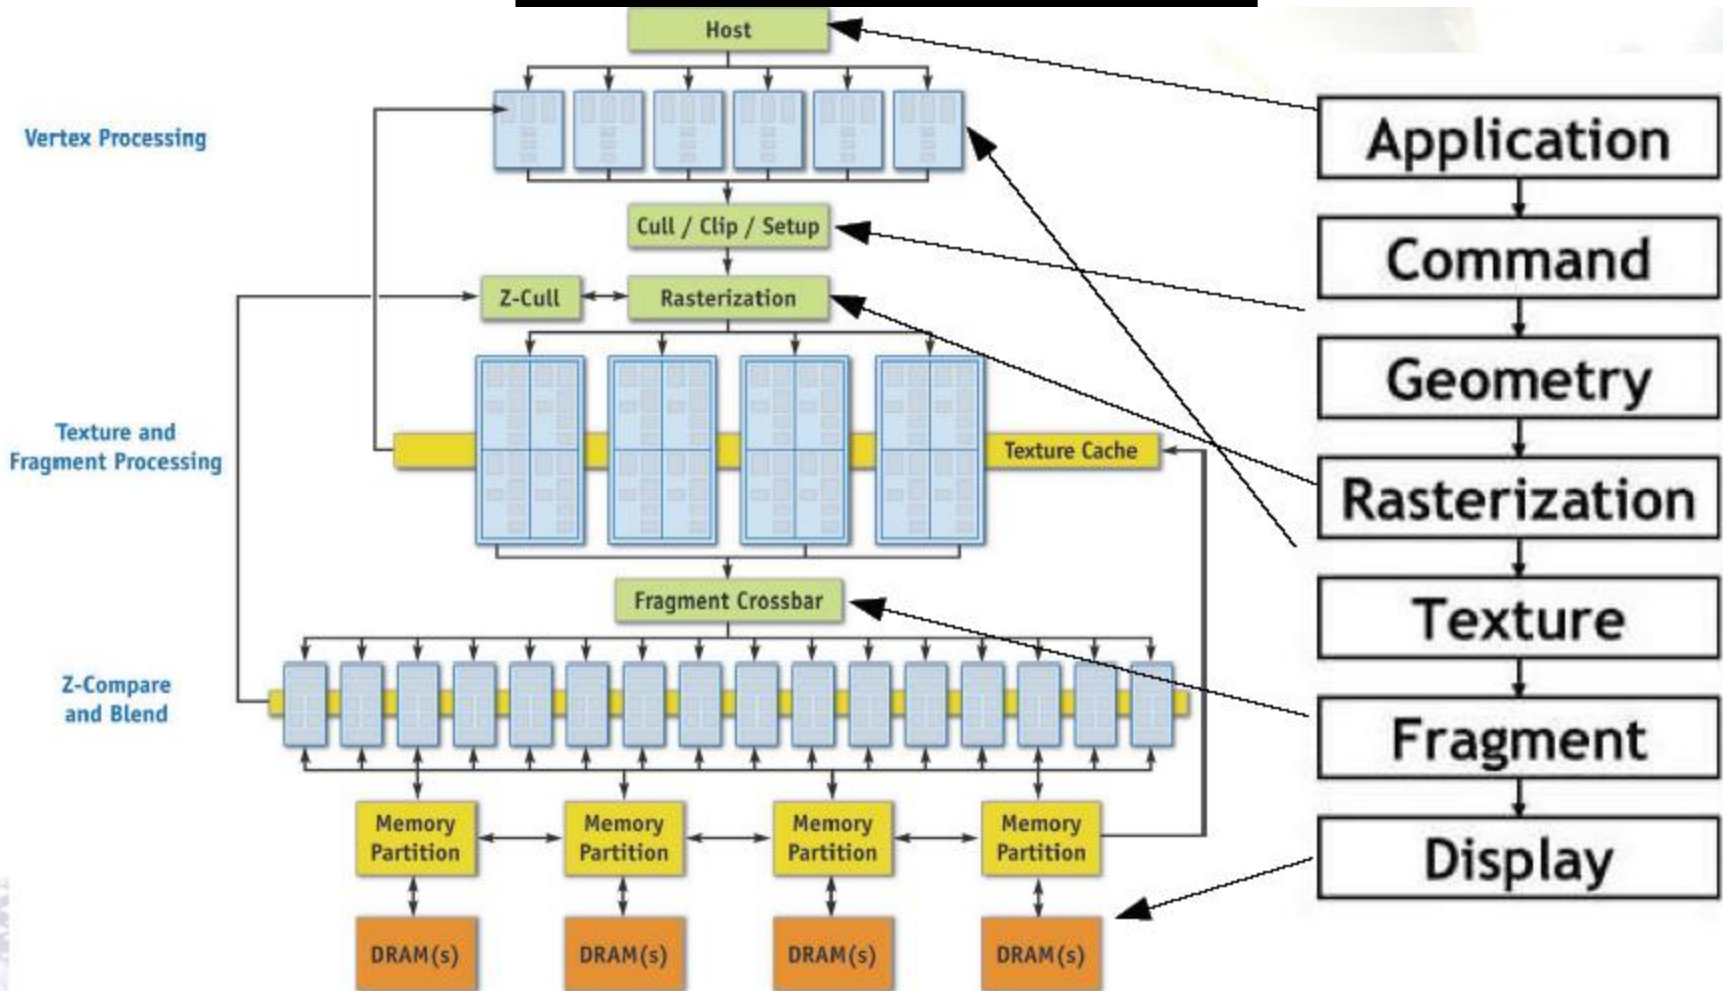 Host
Vertex Processing
Cull / Clip / Setup
Z-Cull
Rasterization
Texture and
Fragment Processing
Texture Cache
Fragment Crossbar
Z-Compare
and Blend
Memory
Partition
Memory
Partition
Memory
Partition
Memory
Partition
DRAM(s)
DRAM(s)
DRAM(s)
DRAM(s)
Application
Command
Geometry
Rasterization
Texture
Fragment
Display